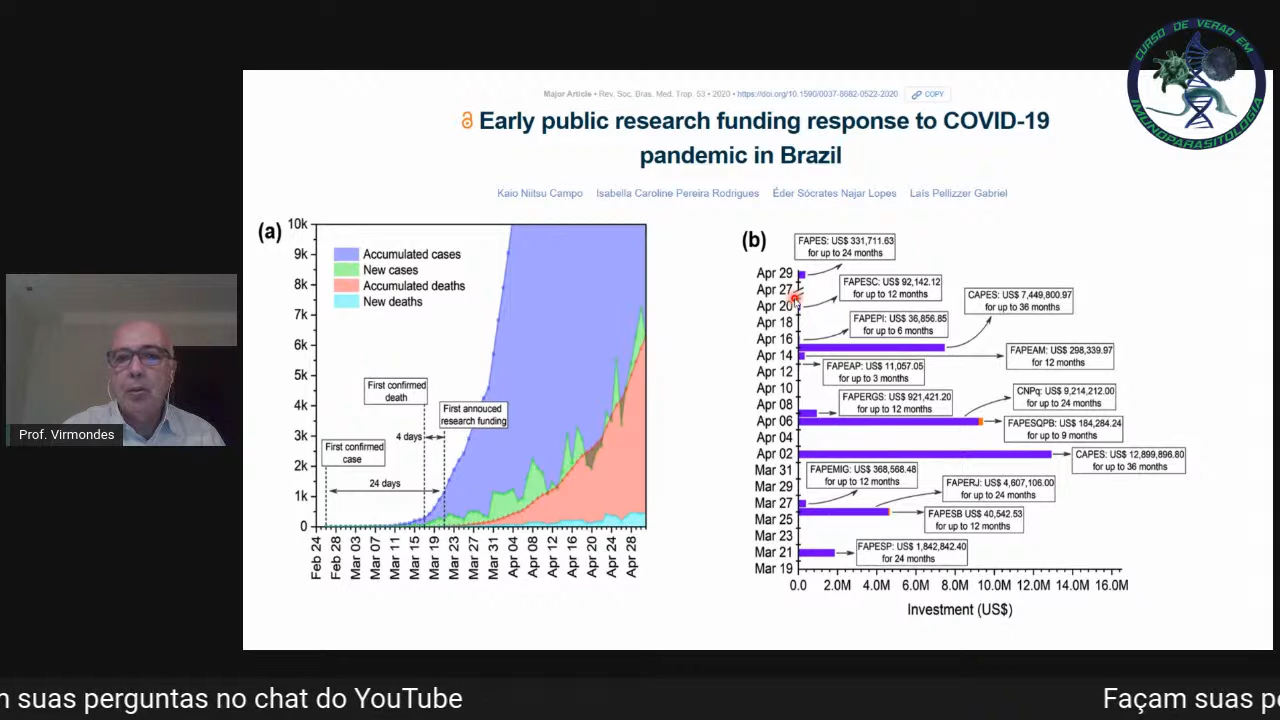 CURSO DE VERÃO EM
IMUNOPARASITOLOGIA
Major Article • Rev. Soc. Bras. Med. Trop. 53 • 2020 • https://doi.org/10.1590/0037-8682-0522-2020 COPY
Early public research funding response to COVID-19
pandemic in Brazil
Kaio Niitsu Campo Isabella Caroline Pereira Rodrigues Éder Sócrates Najar Lopes Laís Pellizzer Gabriel
(a)
10k
9k
8k
7k
6k
5k
4k
3k
2k
1k
0
Accumulated cases
New cases
Accumulated deaths
New deaths
First confirmed
death
First annouced
research funding
4 days
First confirmed
case
24 days
Feb 24
Feb 28
Mar 03
Mar 07
Mar 11
Mar 15
Mar 19
Mar 23
Mar 27
Mar 31
Apr 04
Apr 08
Apr 12
Apr 16
Apr 20
Apr 24
Apr 28
(b)
Apr 29
Apr 27
Apr 20
Apr 18
Apr 16
Apr 14
Apr 12
Apr 10
Apr 08
Apr 06
Apr 04
Apr 02
Mar 31
Mar 29
Mar 27
Mar 25
Mar 23
Mar 21
Mar 19
FAPES: US$ 331,711.63
for up to 24 months
FAPESC: US$ 92,142.12
for up to 12 months
CAPES: US$ 7,449,800.97
for up to 36 months
FAPEPI: US$ 36,856.85
for up to 6 months
FAPEAM: US$ 298,339.97
for 12 months
FAPEAP: US$ 11,057.05
for up to 3 months
CNPq: US$ 9,214,212.00
for up to 24 months
FAPERGS: US$ 921,421.20
for up to 12 months
FAPESQPB: US$ 184,284.24
for up to 9 months
CAPES: US$ 12,899,896.80
for up to 36 months
FAPEMIG: US$ 368,568.48
for up to 12 months
FAPERJ: US$ 4,607,106.00
for up to 24 months
FAPESB US$ 40,542.53
for up to 12 months
FAPESP: US$ 1,842,842.40
for 24 months
0.0 2.0M 4.0M 6.0M 8.0M 10.0M 12.0M 14.0M 16.0M
Investment (US$)
Prof. Virmondes
m suas perguntas no chat do YouTube
Façam suas pe